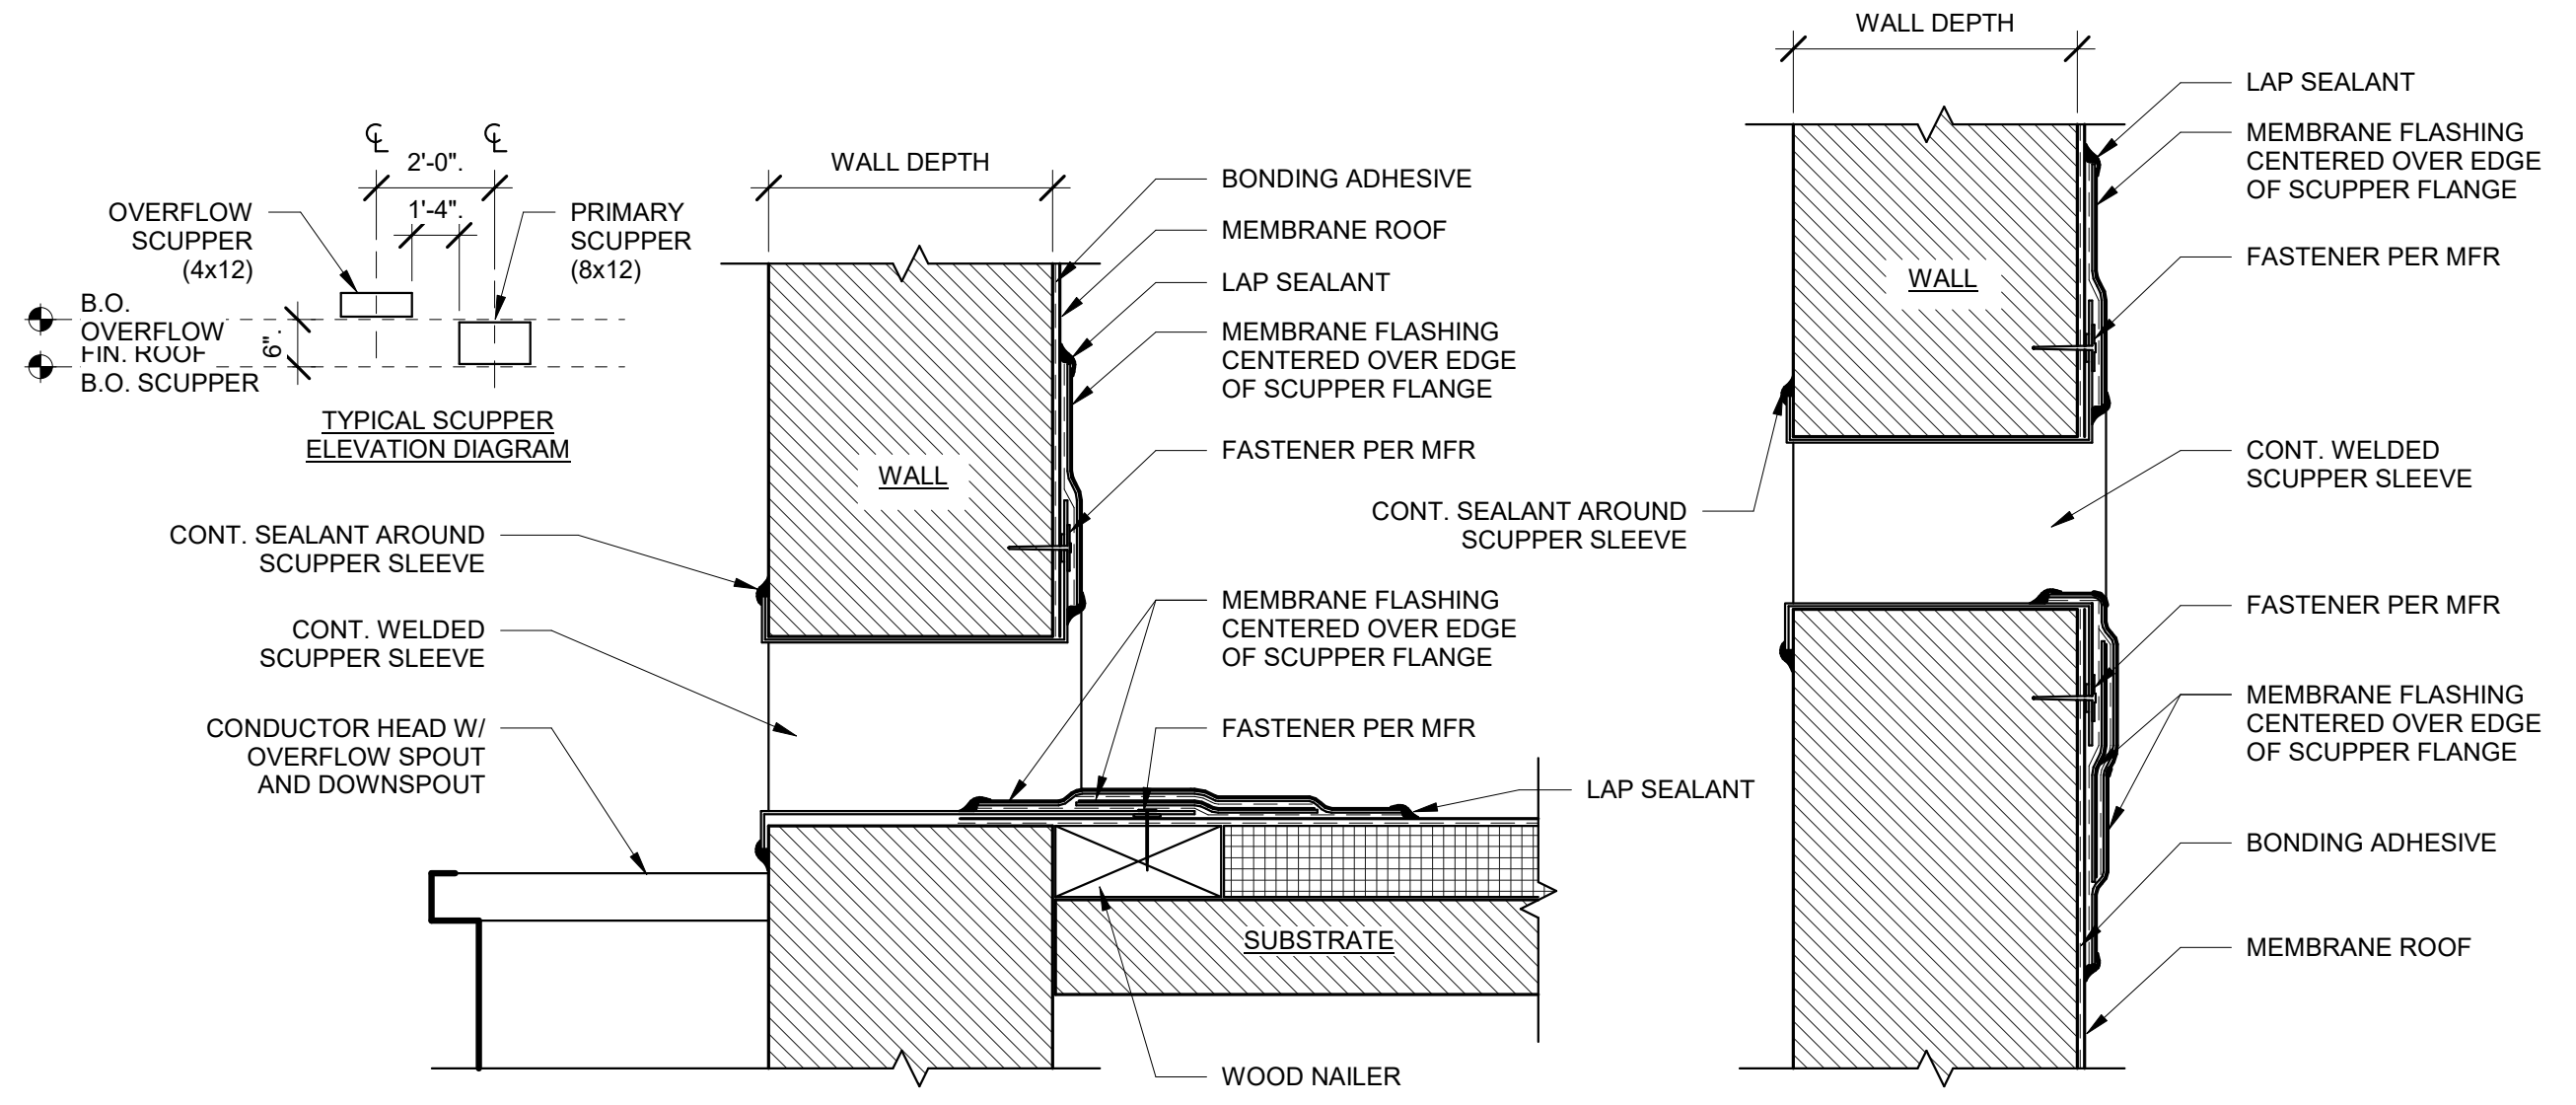 ℄
℄
2'-0".
1'-4".
OVERFLOW
SCUPPER
(4x12)
PRIMARY
SCUPPER
(8x12)
B.O.
OVERFLOW
FIN. ROOF
B.O. SCUPPER
6".
TYPICAL SCUPPER
ELEVATION DIAGRAM
WALL DEPTH
WALL
CONT. SEALANT AROUND
SCUPPER SLEEVE
CONT. WELDED
SCUPPER SLEEVE
CONDUCTOR HEAD W/
OVERFLOW SPOUT
AND DOWNSPOUT
BONDING ADHESIVE
MEMBRANE ROOF
LAP SEALANT
MEMBRANE FLASHING
CENTERED OVER EDGE
OF SCUPPER FLANGE
FASTENER PER MFR
MEMBRANE FLASHING
CENTERED OVER EDGE
OF SCUPPER FLANGE
FASTENER PER MFR
LAP SEALANT
SUBSTRATE
WOOD NAILER
WALL DEPTH
WALL
CONT. SEALANT AROUND
SCUPPER SLEEVE
LAP SEALANT
MEMBRANE FLASHING
CENTERED OVER EDGE
OF SCUPPER FLANGE
FASTENER PER MFR
CONT. WELDED
SCUPPER SLEEVE
FASTENER PER MFR
MEMBRANE FLASHING
CENTERED OVER EDGE
OF SCUPPER FLANGE
BONDING ADHESIVE
MEMBRANE ROOF